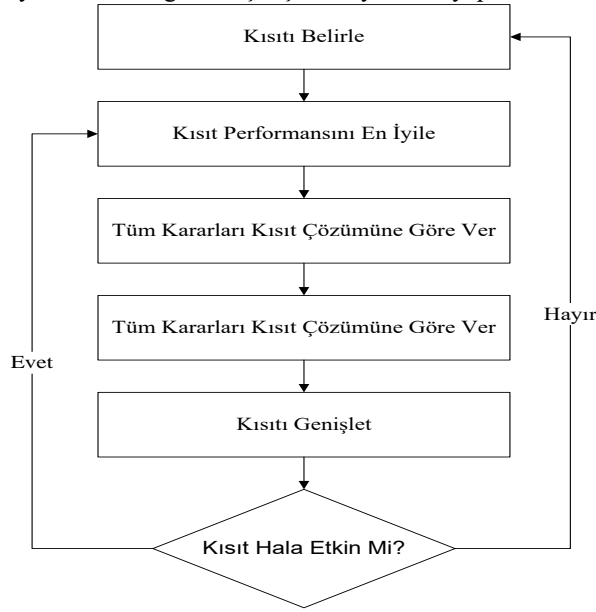 Kısıtı Belirle
Kısıt Performansını En İyile
Tüm Kararları Kısıt Çözümüne Göre Ver
Tüm Kararları Kısıt Çözümüne Göre Ver
Hayır
Evet
Kısıtı Genişlet
Kısıt Hala Etkin Mi?